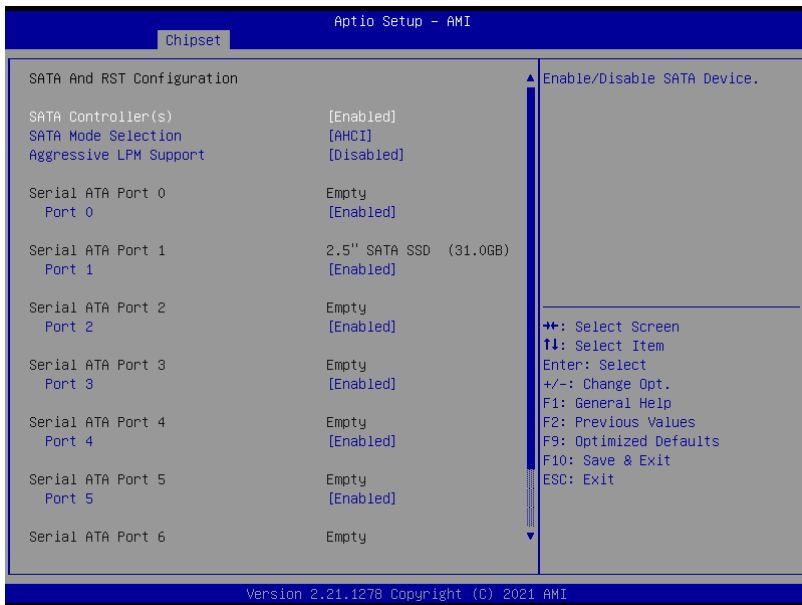 Aptio Setup – AMI
Chipset
SATA And RST Configuration
SATA Controller(s) [Enabled]
SATA Mode Selection [AHCI]
Aggressive LPM Support [Disabled]
Serial ATA Port 0 Empty
Port 0 [Enabled]
Serial ATA Port 1 2.5" SATA SSD (31.0GB)
Port 1 [Enabled]
Serial ATA Port 2 Empty
Port 2 [Enabled]
Serial ATA Port 3 Empty
Port 3 [Enabled]
Serial ATA Port 4 Empty
Port 4 [Enabled]
Serial ATA Port 5 Empty
Port 5 [Enabled]
Serial ATA Port 6 Empty
Enable/Disable SATA Device.
→←: Select Screen
↑↓: Select Item
Enter: Select
+/-: Change Opt.
F1: General Help
F2: Previous Values
F9: Optimized Defaults
F10: Save & Exit
ESC: Exit
Version 2.21.1278 Copyright (C) 2021 AMI